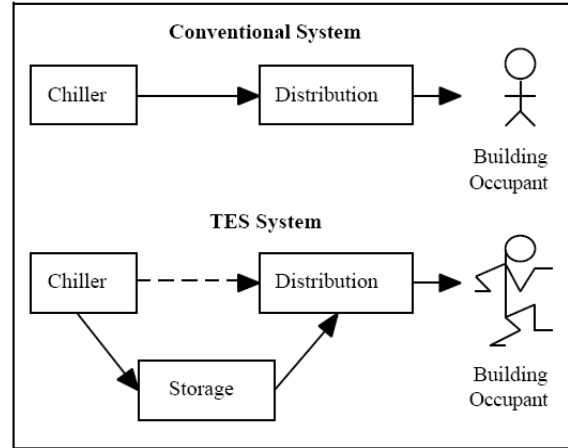 Conventional System
Chiller
Distribution
Building
Occupant
TES System
Chiller
Distribution
Storage
Building
Occupant